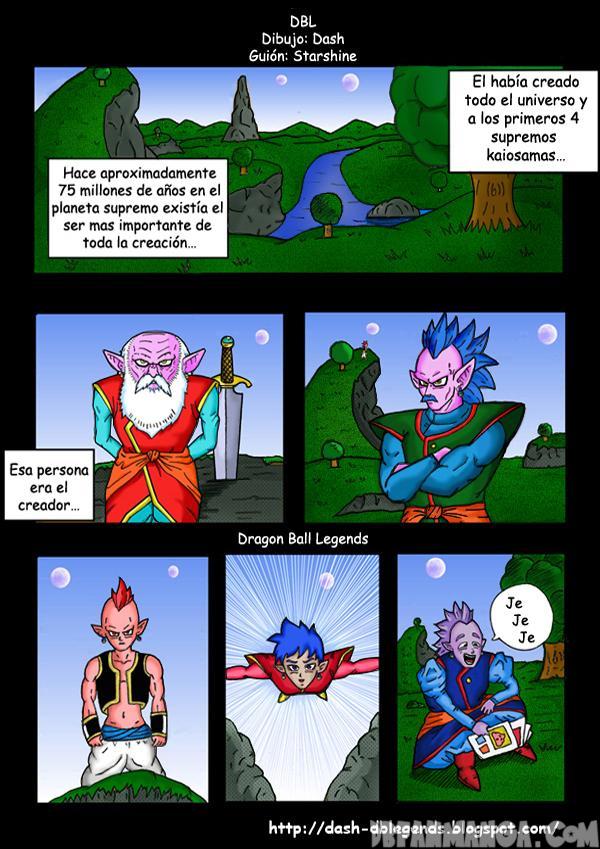 DBL
Dibujo: Dash
Guión: Starshine
El había creado
todo el universo y
a los primeros 4
supremos
kaiosamas...
Hace aproximadamente
75 millones de años en el
planeta supremo existía el
ser mas importante de
toda la creación...
Esa persona
era el
creador...
Dragon Ball Legends
Je
Je
Je
http://dash-dblegends.blogspot.com/
DBFANMANGA.COM